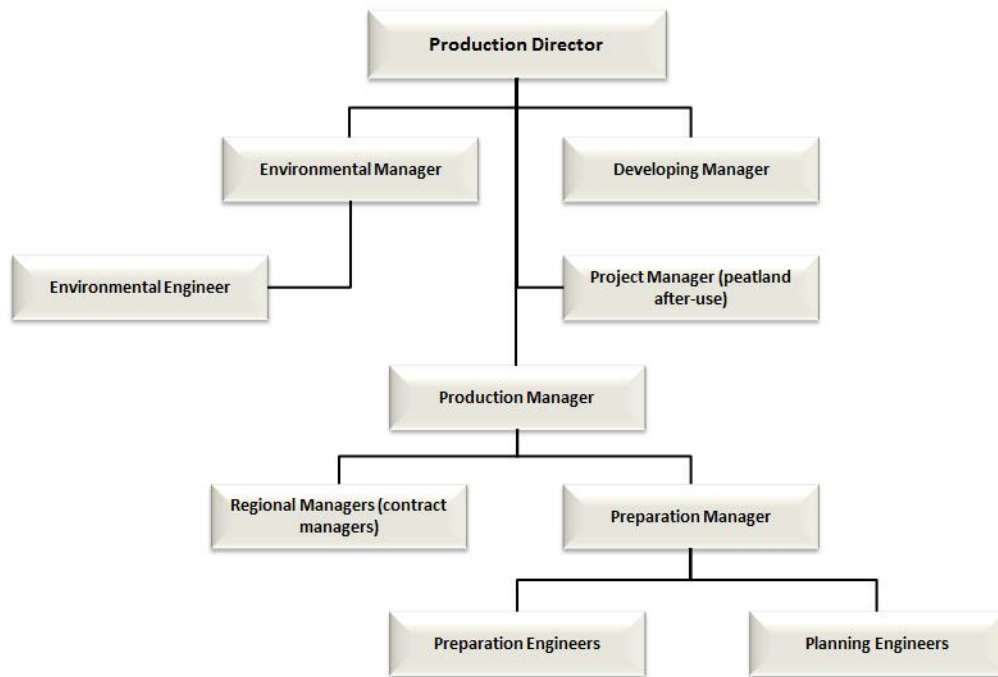 Production Director
Environmental Manager
Developing Manager
Environmental Engineer
Project Manager (peatland
after-use)
Production Manager
Regional Managers (contract
managers)
Preparation Manager
Preparation Engineers
Planning Engineers